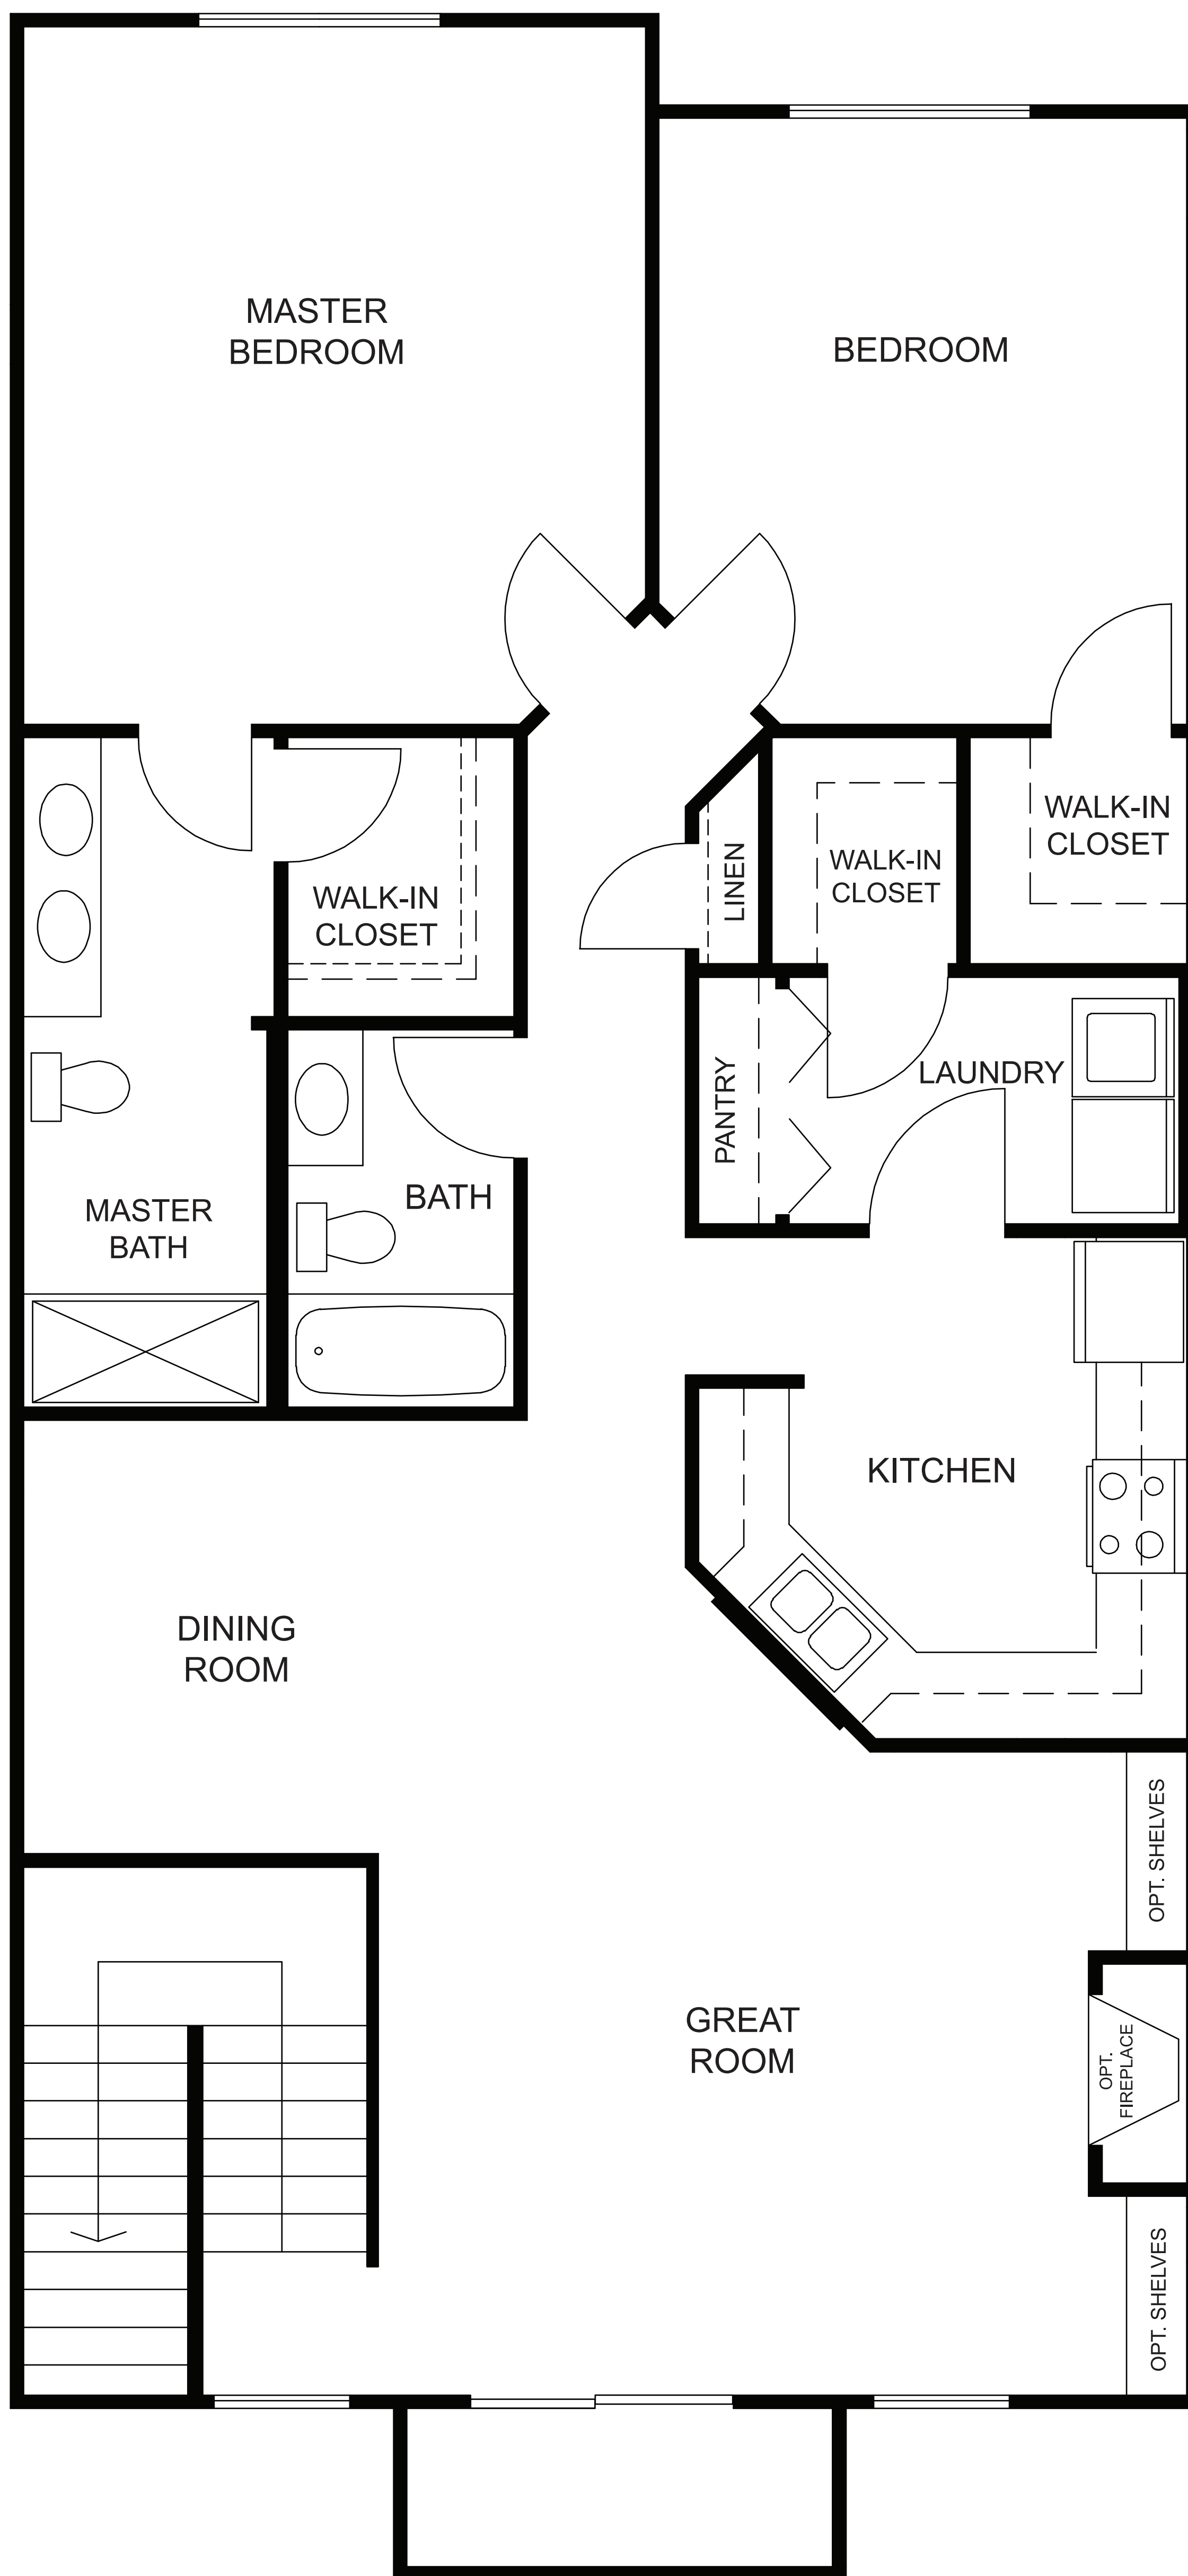 MASTER
BEDROOM
BEDROOM
WALK-IN
CLOSET
WALK-IN
CLOSET
LINEN
WALK-IN
CLOSET
PANTRY
LAUNDRY
MASTER
BATH
BATH
KITCHEN
DINING
ROOM
OPT. SHELVES
GREAT
ROOM
OPT.
FIREPLACE
OPT. SHELVES